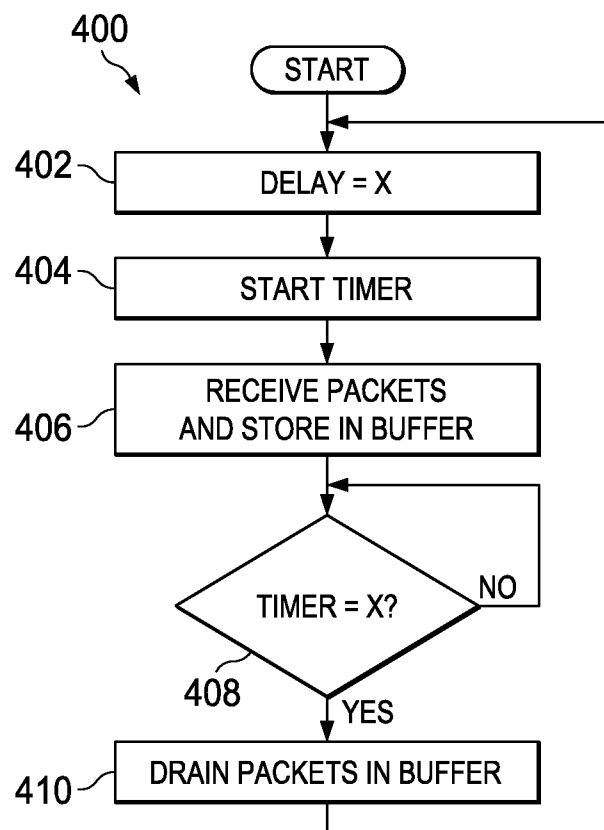 400
START
402
DELAY = X
404
START TIMER
406
RECEIVE PACKETS
AND STORE IN BUFFER
TIMER = X?
NO
408
YES
410
DRAIN PACKETS IN BUFFER